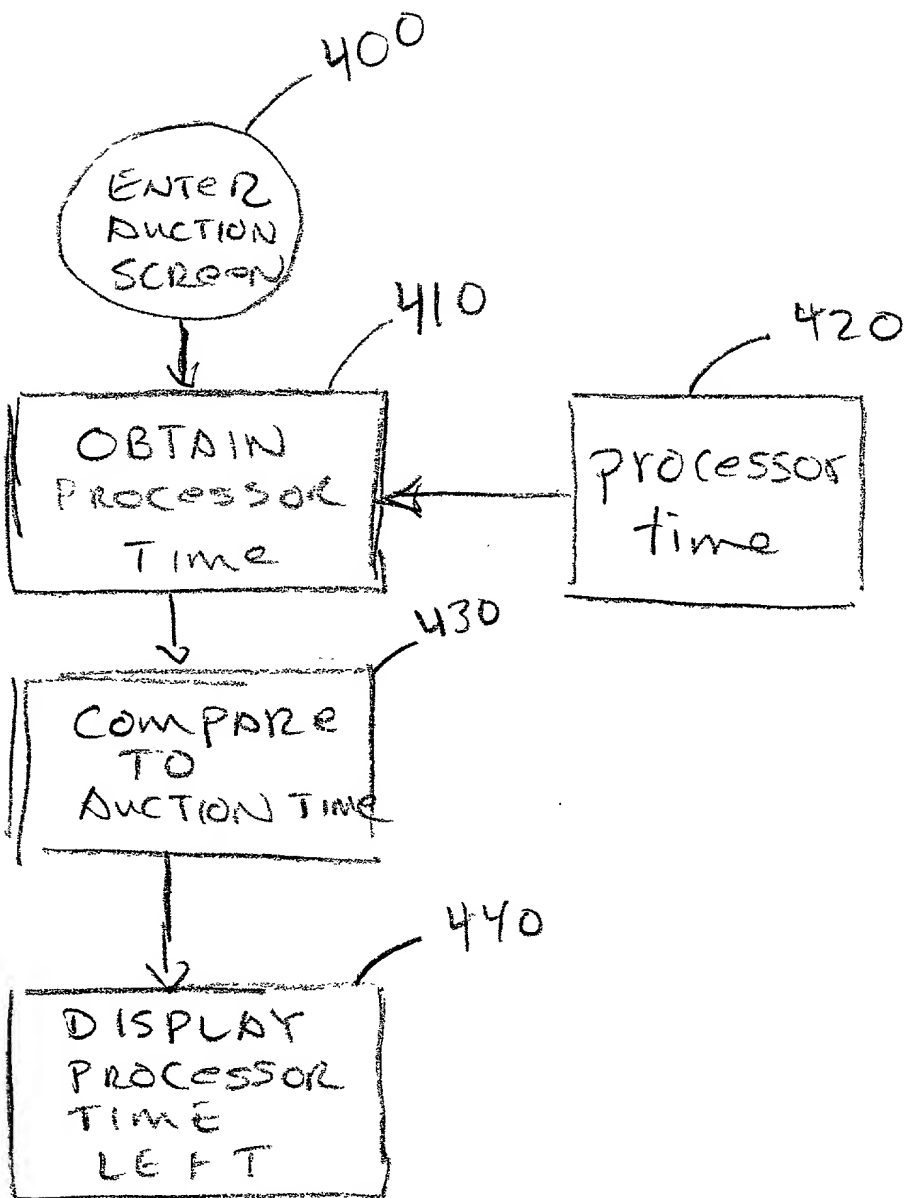 400
ENTER
AUCTION
SCREEN
410
420
OBTAIN
PROCESSOR
Time
processor
time
430
COMPARe
TO
AUCTION TIMe
440
DISPLAY
PROCESSOR
TIME
LEFT